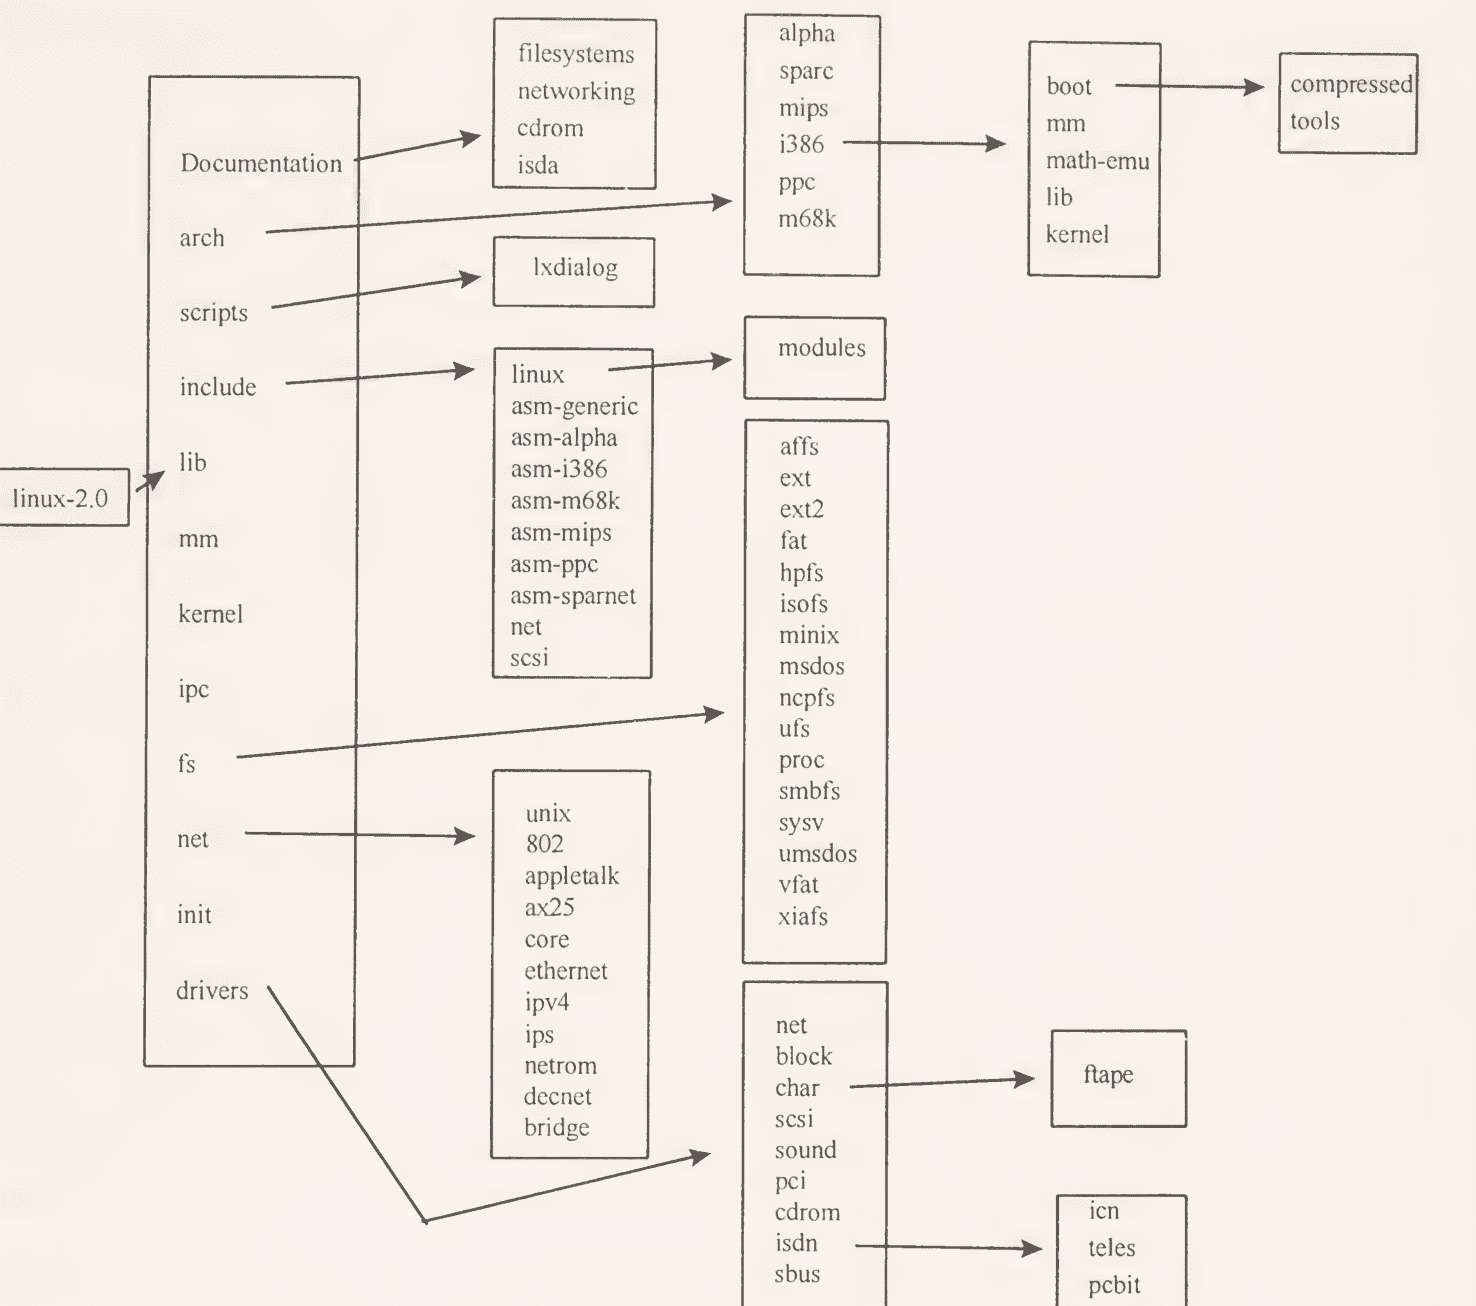 linux-2.0
Documentation
arch
scripts
include
lib
mm
kernel
ipc
fs
net
init
drivers
filesystems
networking
cdrom
isda
lxdialog
linux
asm-generic
asm-alpha
asm-i386
asm-m68k
asm-mips
asm-ppc
asm-sparnet
net
scsi
unix
802
appletalk
ax25
core
ethernet
ipv4
ips
netrom
decnet
bridge
alpha
sparc
mips
i386
ppc
m68k
modules
affs
ext
ext2
fat
hpfs
isofs
minix
msdos
ncpfs
ufs
proc
smbfs
sysv
umsdos
vfat
xiafs
net
block
char
scsi
sound
pci
cdrom
isdn
sbus
boot
mm
math-emu
lib
kernel
compressed
tools
ftape
icn
teles
pcbit